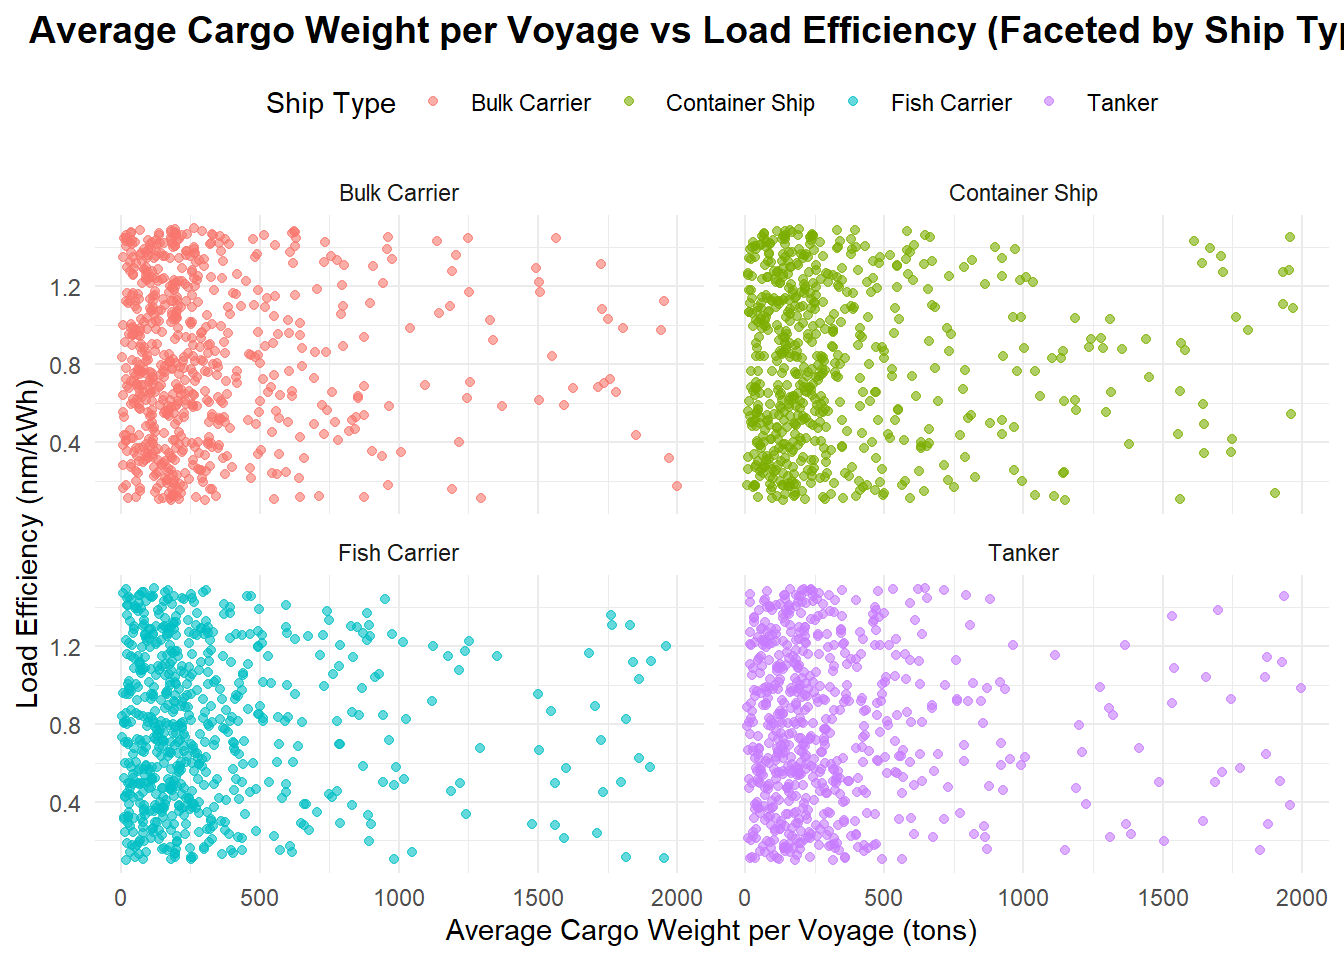 Average Cargo Weight per Voyage vs Load Efficiency (Faceted by Ship Typ
Ship Type Bulk Carrier Container Ship Fish Carrier Tanker
Bulk Carrier Container Ship
1.2
0.8
0.4
Fish Carrier Tanker
1.2
0.8
0.4
Load Efficiency (nm/kWh)
0 500 1000 1500 2000 0 500 1000 1500 2000
Average Cargo Weight per Voyage (tons)